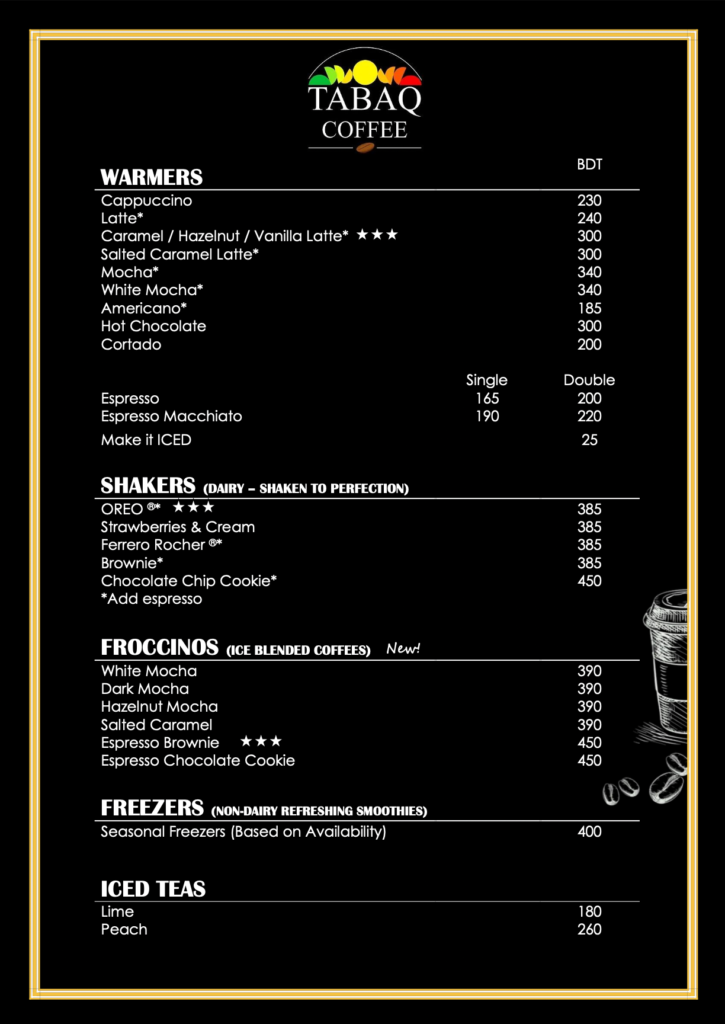 TABAQ
COFFEE
BDT
WARMERS
Cappuccino 230
Latte* 240
Caramel / Hazelnut / Vanilla Latte* ★★★ 300
Salted Caramel Latte* 300
Mocha* 340
White Mocha* 340
Americano* 185
Hot Chocolate 300
Cortado 200
Single Double
Espresso 165 200
Espresso Macchiato 190 220
Make it ICED 25
SHAKERS (DAIRY – SHAKEN TO PERFECTION)
OREO ®* ★★★ 385
Strawberries & Cream 385
Ferrero Rocher ®* 385
Brownie* 385
Chocolate Chip Cookie* 450
*Add espresso
FROCCINOS (ICE BLENDED COFFEES) New!
White Mocha 390
Dark Mocha 390
Hazelnut Mocha 390
Salted Caramel 390
Espresso Brownie ★★★ 450
Espresso Chocolate Cookie 450
FREEZERS (NON-DAIRY REFRESHING SMOOTHIES)
Seasonal Freezers (Based on Availability) 400
ICED TEAS
Lime 180
Peach 260